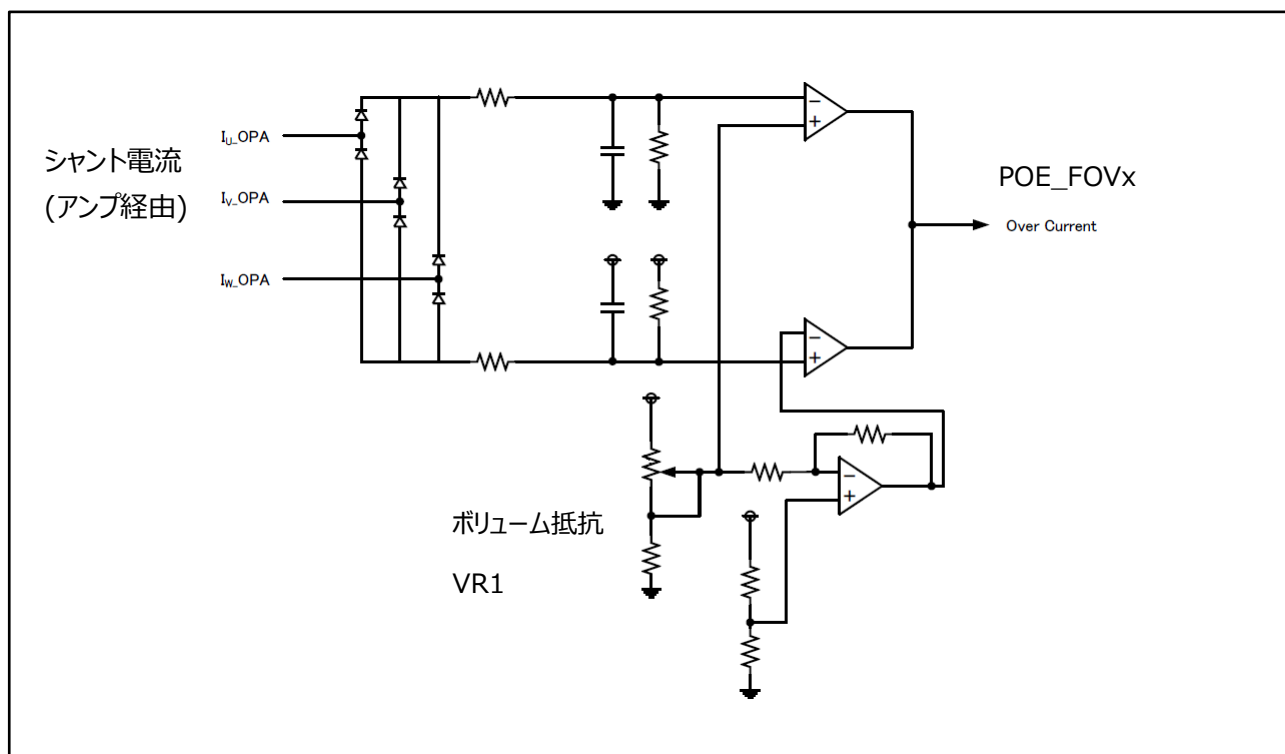 シャント電流
(アンプ経由)
IU_OPA
IV_OPA
IW_OPA
POE_FOVx
Over Current
ボリューム抵抗
VR1